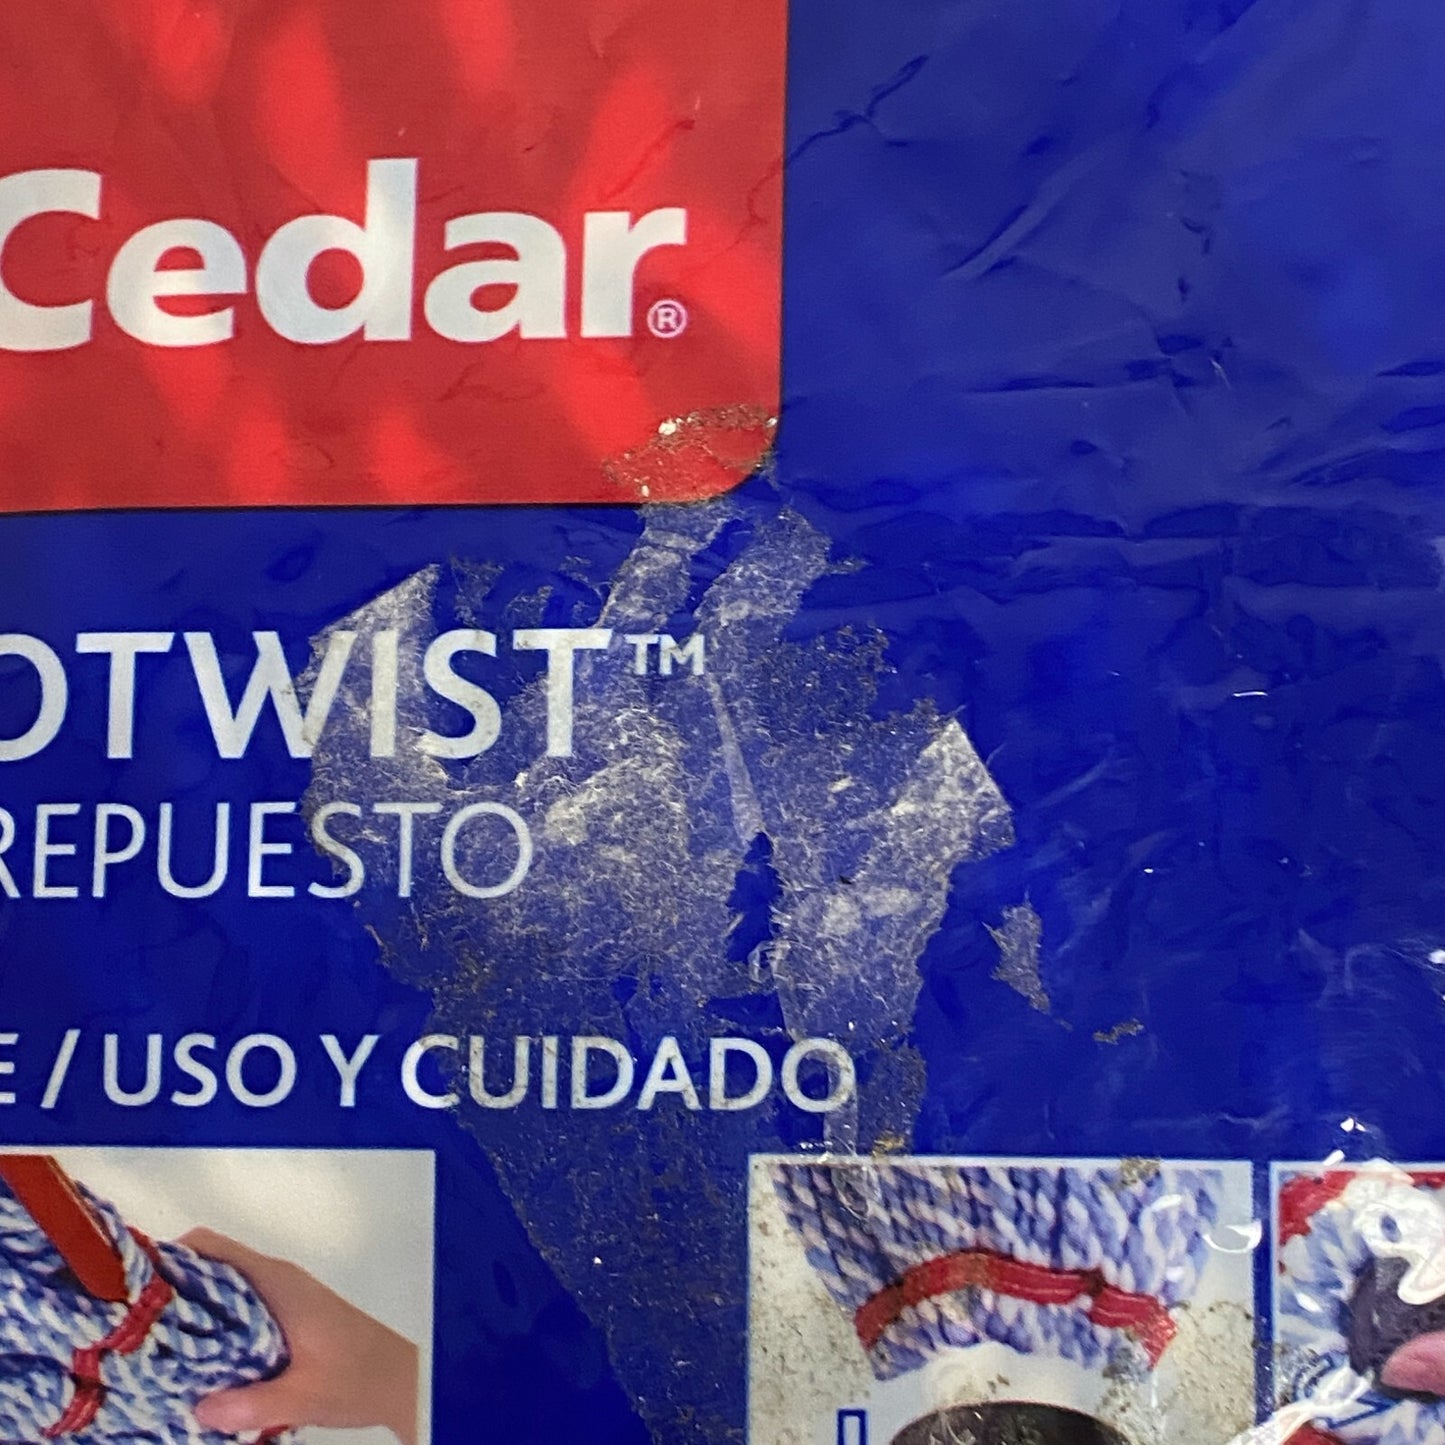 Cedar®
OTWIST™
REPUESTO
E / USO Y CUIDADO